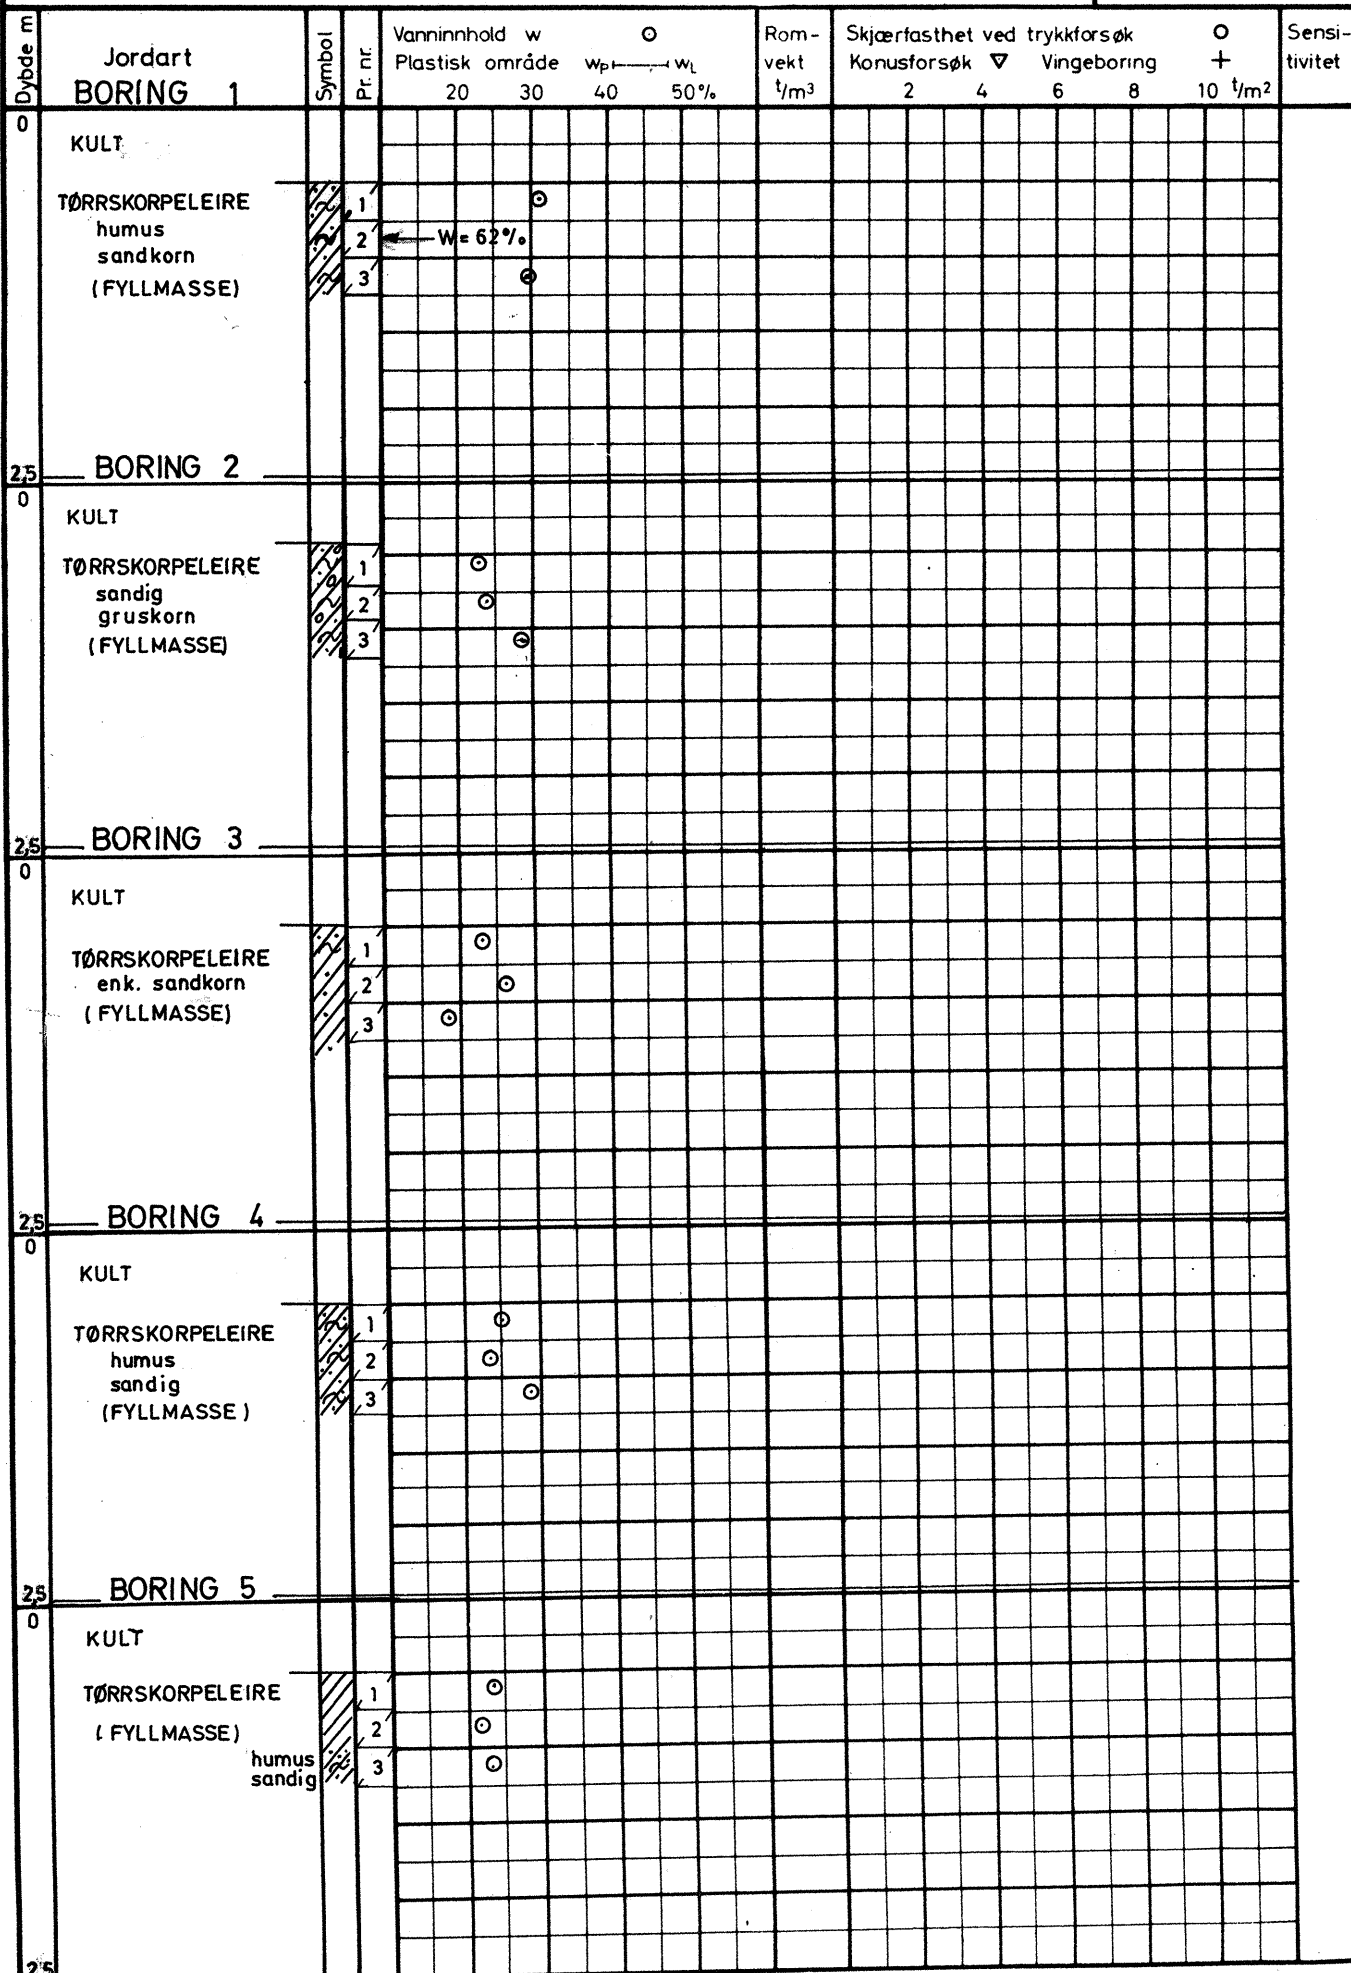 Dybde m
Jordart
BORING 1
Symbol
Pr. nr.
Vanninnhold w
Plastisk område wP wL
20 30 40 50%
Rom-
vekt
t/m³
Skjærfasthet ved trykkforsøk
Konusforsøk ▽ Vingeboring +
2 4 6 8 10 t/m²
Sensi-
tivitet
0
KULT
TØRRSKORPELEIRE
humus
sandkorn
(FYLLMASSE)
1
2
W = 62%
3
2,5
BORING 2
0
KULT
TØRRSKORPELEIRE
sandig
gruskorn
(FYLLMASSE)
1
2
3
2,5
BORING 3
0
KULT
TØRRSKORPELEIRE
enk. sandkorn
(FYLLMASSE)
1
2
3
2,5
BORING 4
0
KULT
TØRRSKORPELEIRE
humus
sandig
(FYLLMASSE)
1
2
3
2,5
BORING 5
0
KULT
TØRRSKORPELEIRE
(FYLLMASSE)
humus
sandig
1
2
3
2,5